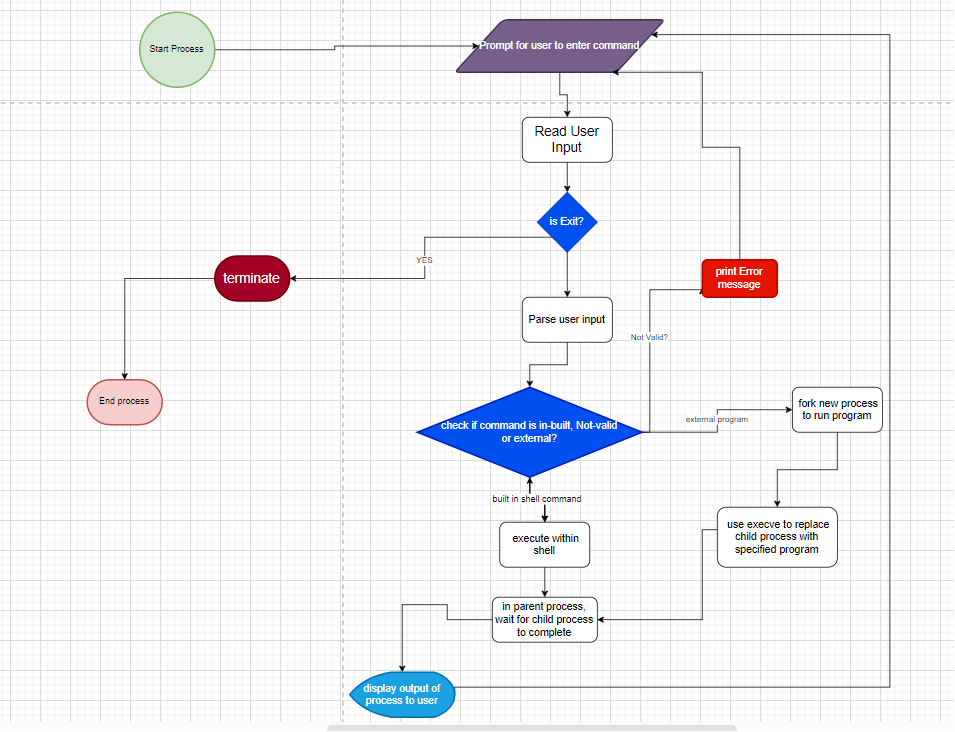 Start Process
Prompt for user to enter command
Read User
Input
is Exit?
YES
terminate
print Error
message
Parse user input
Not Valid?
End process
check if command is in-built, Not-valid
or external?
external program
fork new process
to run program
built in shell command
execute within
shell
use execve to replace
child process with
specified program
in parent process,
wait for child process
to complete
display output of
process to user